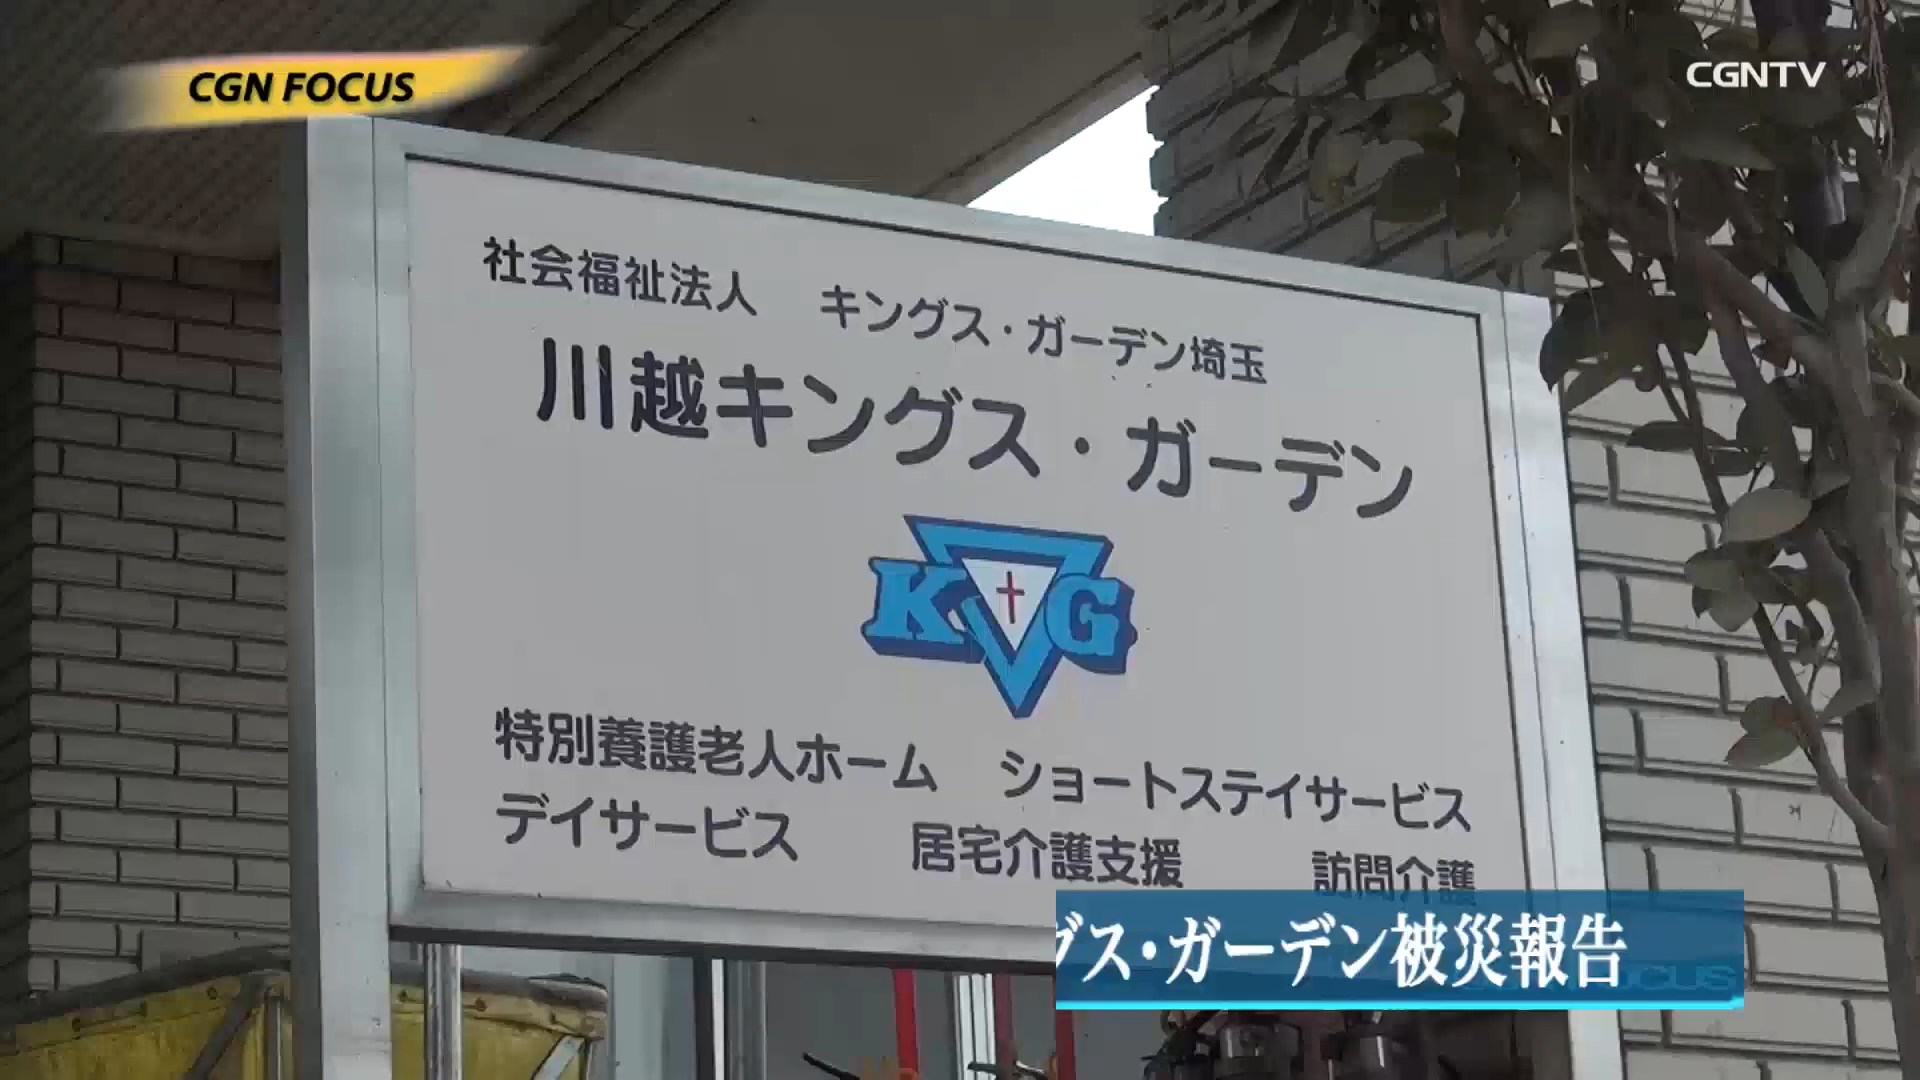 CGN FOCUS
CGNTV
社会福祉法人 キングス・ガーデン埼玉
川越キングス・ガーデン
K G
特別養護老人ホーム ショートステイサービス
デイサービス 居宅介護支援 訪問介護
グス・ガーデン被災報告
FOCUS